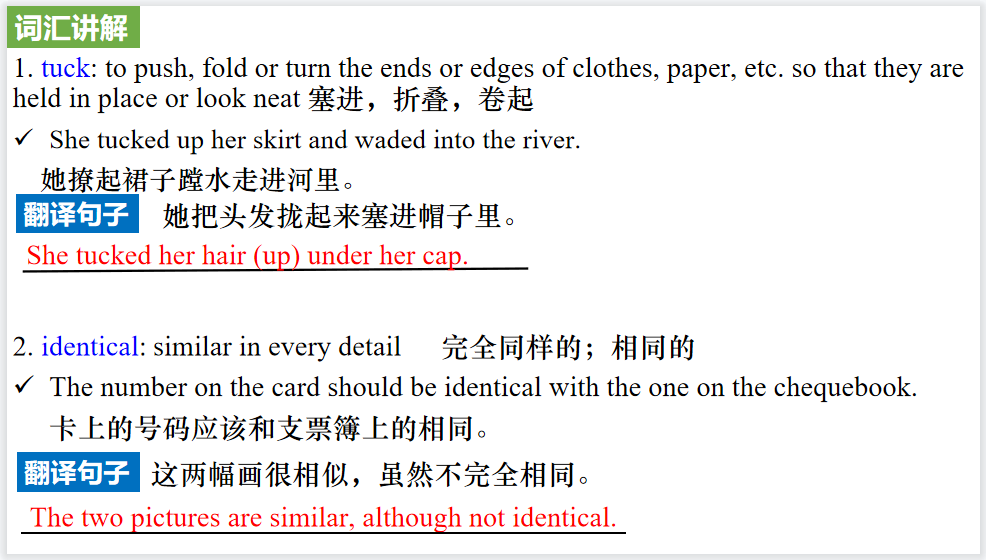 词汇讲解
1. tuck: to push, fold or turn the ends or edges of clothes, paper, etc. so that they are
held in place or look neat 塞进，折叠，卷起
✓ She tucked up her skirt and waded into the river.
她撩起裙子蹚水走进河里。
翻译句子 她把头发拢起来塞进帽子里。
She tucked her hair (up) under her cap.
2. identical: similar in every detail 完全同样的；相同的
✓ The number on the card should be identical with the one on the chequebook.
卡上的号码应该和支票簿上的相同。
翻译句子 这两幅画很相似，虽然不完全相同。
The two pictures are similar, although not identical.